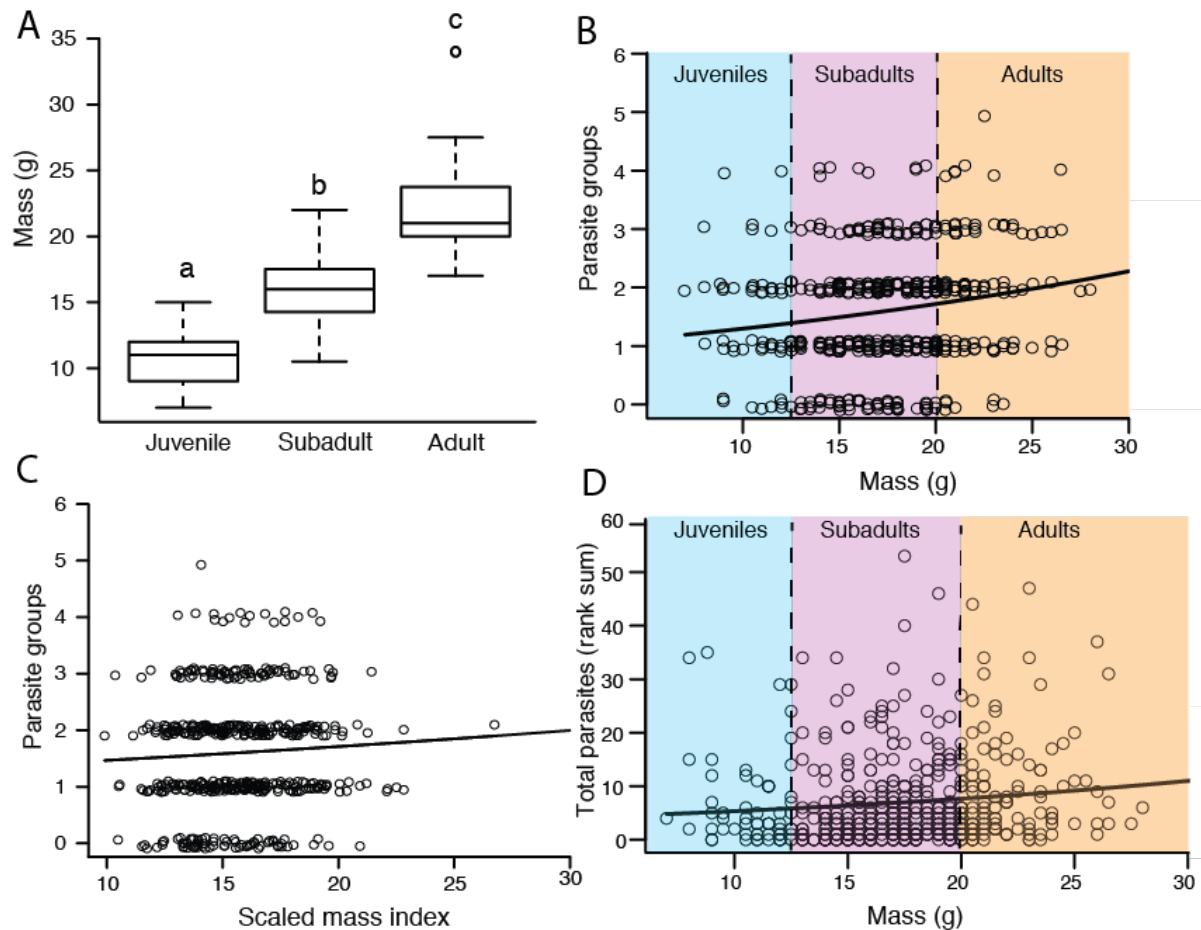 A
c
35
30
25
20
15
10
Mass (g)
a
b
Juvenile Subadult Adult
B
6
5
4
3
2
1
0
Parasite groups
Juveniles Subadults Adults
10 15 20 25 30
Mass (g)
C
6
5
4
3
2
1
0
Parasite groups
10 15 20 25 30
Scaled mass index
D
60
50
40
30
20
10
0
Total parasites (rank sum)
Juveniles Subadults Adults
10 15 20 25 30
Mass (g)